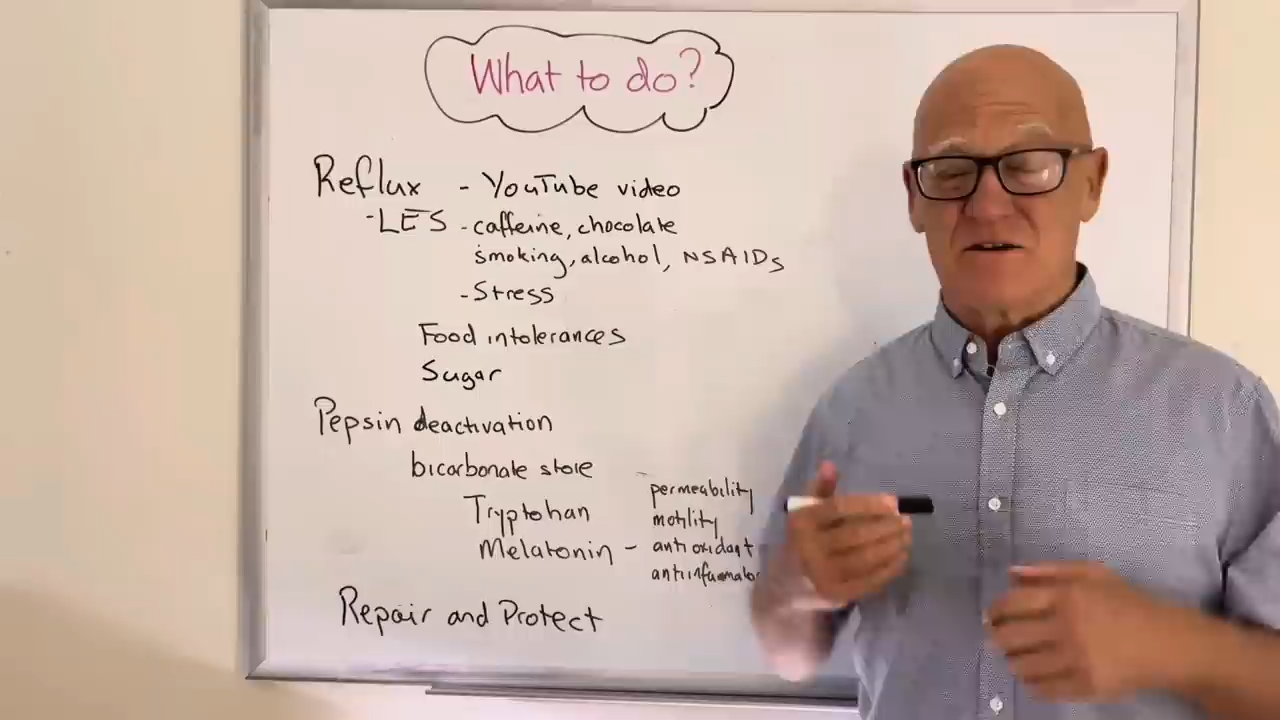 What to do?
Reflux - YouTube video
-LES - caffeine, chocolate
smoking, alcohol, NSAIDs
-Stress
Food intolerances
Sugar
Pepsin deactivation
bicarbonate store
Tryptohan
Melatonin -
permeability
motility
antioxidant
Repair and Protect